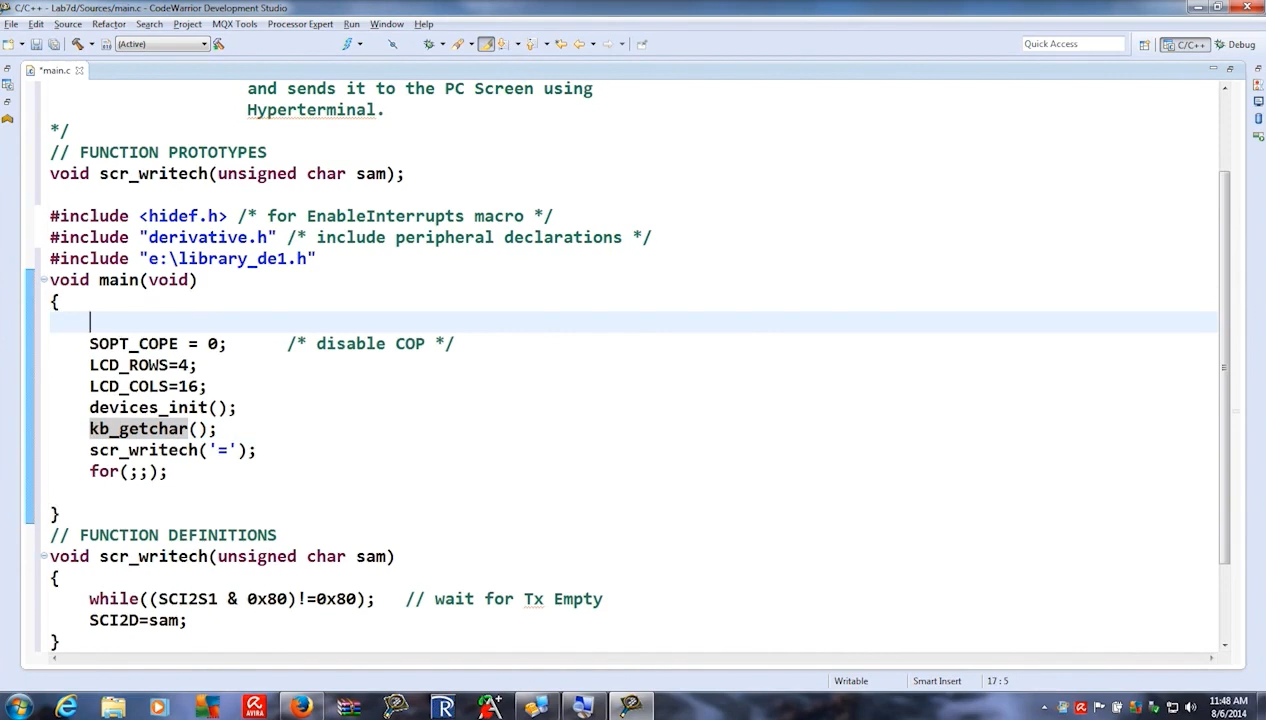 C/C++ - Lab7d/Sources/main.c - CodeWarrior Development Studio
File Edit Source Refactor Search Project MQX Tools Processor Expert Run Window Help
(Active) Quick Access C/C++ Debug
*main.c
and sends it to the PC Screen using
Hyperterminal.
*/
// FUNCTION PROTOTYPES
void scr_writech(unsigned char sam);
#include <hidef.h> /* for EnableInterrupts macro */
#include "derivative.h" /* include peripheral declarations */
#include "e:\library_de1.h"
void main(void)
{
SOPT_COPE = 0; /* disable COP */
LCD_ROWS=4;
LCD_COLS=16;
devices_init();
kb_getchar();
scr_writech('=');
for(;;);
}
// FUNCTION DEFINITIONS
void scr_writech(unsigned char sam)
{
while((SCI2S1 & 0x80)!=0x80); // wait for Tx Empty
SCI2D=sam;
}
Writable Smart Insert 17 : 5
AVIRA
11:48 AM
8/6/2014